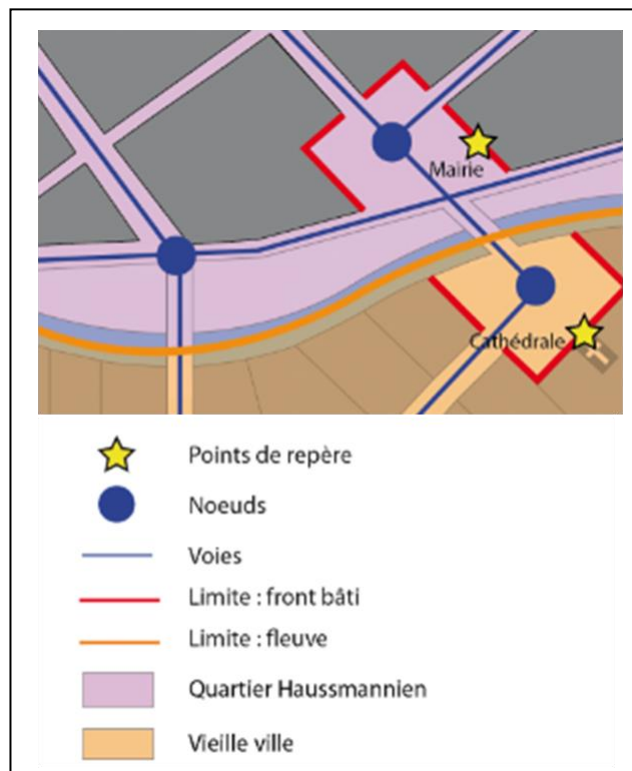 Mairie
Cathédrale
Points de repère
Noeuds
Voies
Limite : front bâti
Limite : fleuve
Quartier Haussmannien
Vieille ville